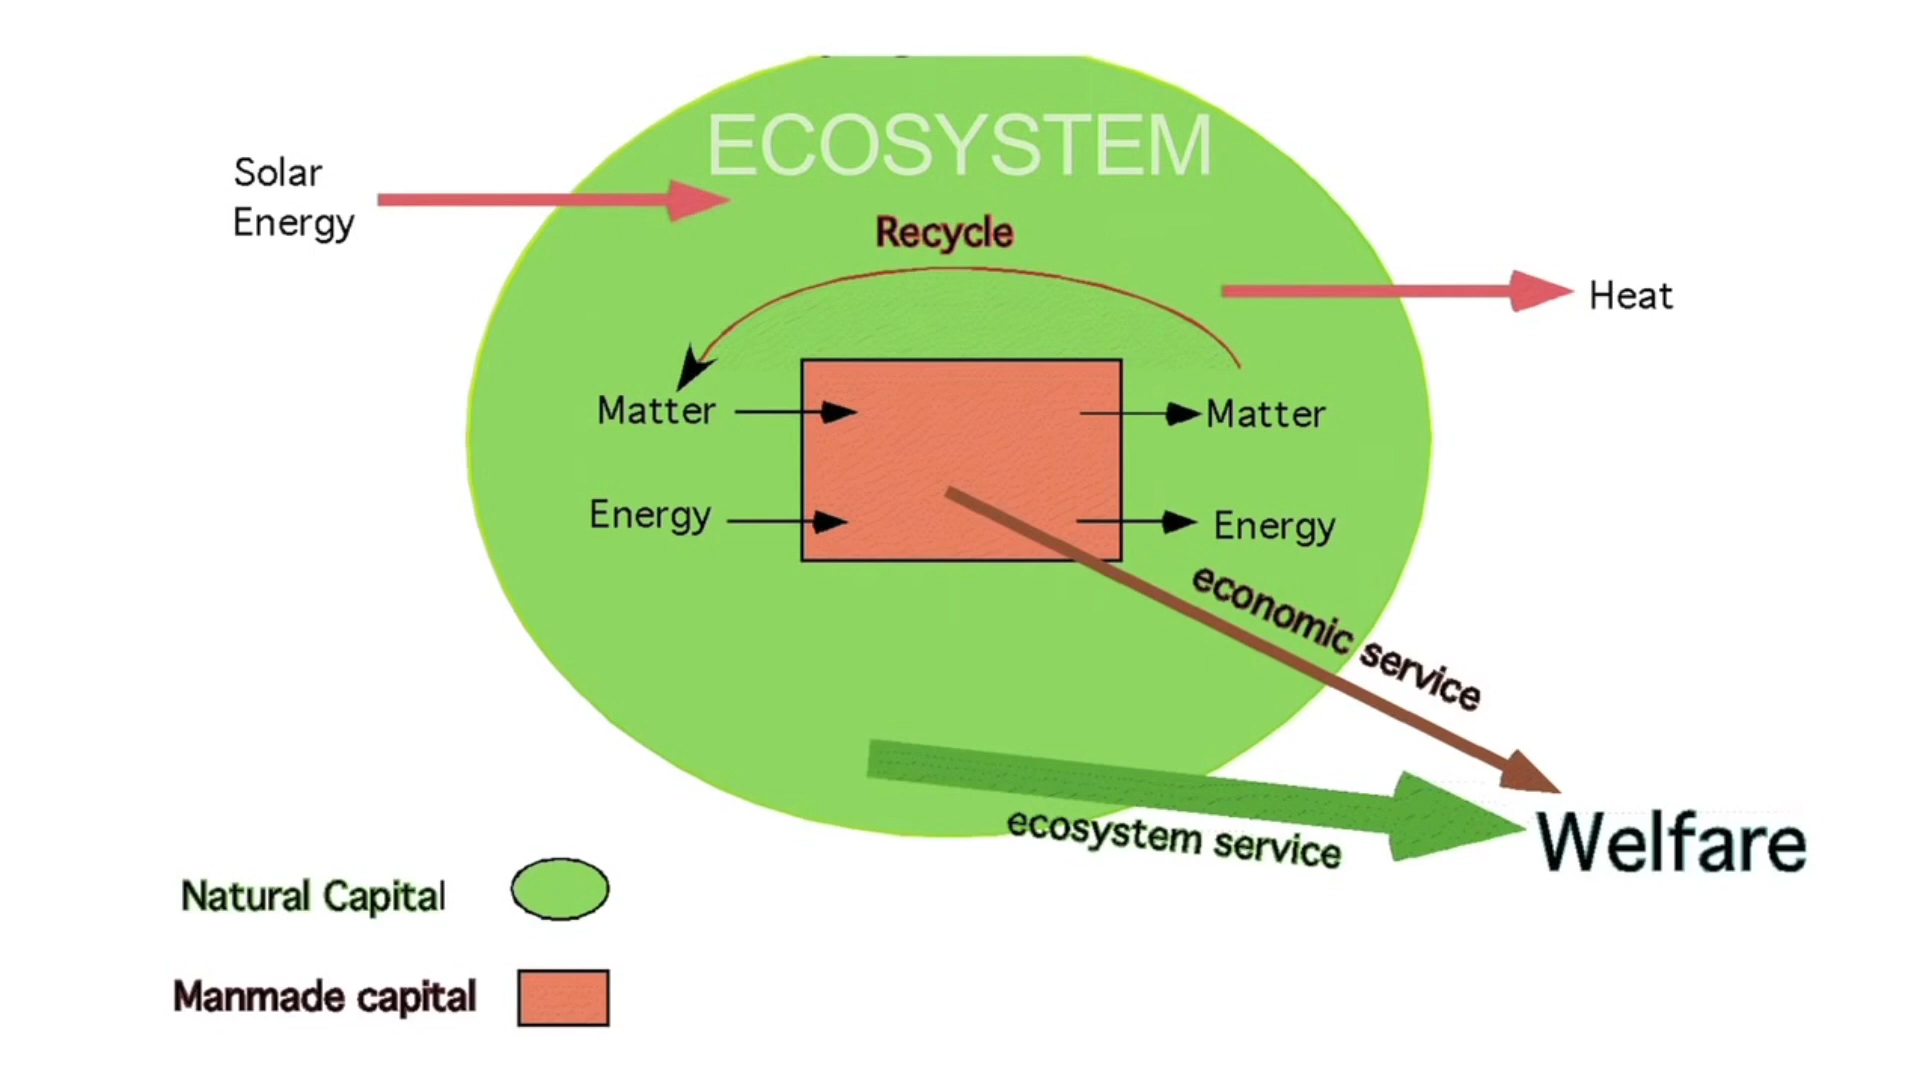 ECOSYSTEM
Solar
Energy
Recycle
Heat
Matter
Matter
Energy
Energy
economic service
ecosystem service
Welfare
Natural Capital
Manmade capital